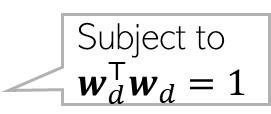 Subject to
𝒘_d^⊤ 𝒘_d = 1